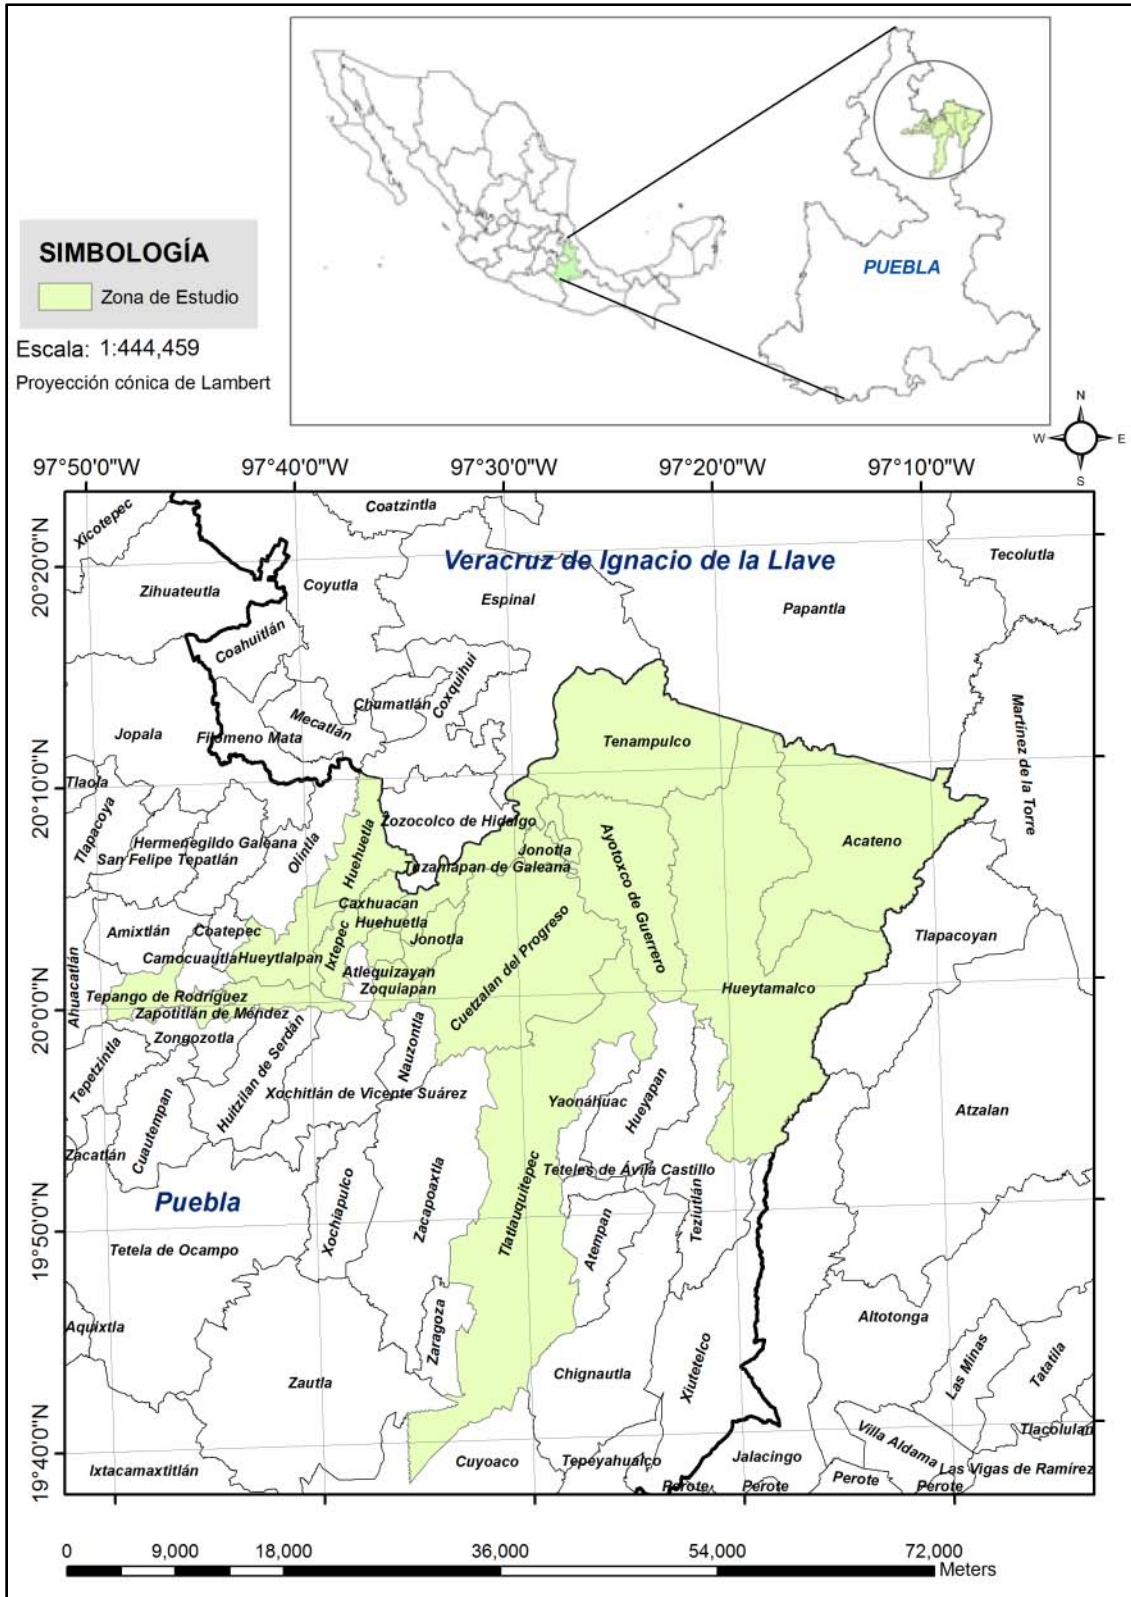 PUEBLA
SIMBOLOGÍA
Zona de Estudio
Escala: 1:444,459
Proyección cónica de Lambert
N
W
E
S
97°50'0"W
97°40'0"W
97°30'0"W
97°20'0"W
97°10'0"W
20°20'0"N
20°10'0"N
20°0'0"N
19°50'0"N
19°40'0"N
Xicotepec
Coatzintla
Veracruz de Ignacio de la Llave
Tecolutla
Zihuateutla
Coyutla
Espinal
Papantla
Coahuitlán
Coxquihui
Chumatlán
Mecatlán
Filomeno Mata
Jopala
Tenampulco
Martínez de la Torre
Tlaola
Tlapacoya
Zozocolco de Hidalgo
Hermenegildo Galeana
San Felipe Tepatlán
Olintla
Huehuetla
Jonotla
Tuzamapan de Galeana
Ayotoxco de Guerrero
Acateno
Caxhuacan
Huehuetla
Ixtepec
Jonotla
Amixtlán
Coatepec
Camocuautla
Hueytlalpan
Atlequizayan
Zoquiapan
Cuetzalan del Progreso
Tlapacoyan
Hueytamalco
Ahuacatlán
Tepango de Rodríguez
Zapotitlán de Méndez
Zongozotla
Tepetzintla
Huitzilan de Serdán
Nauzontla
Xochitlán de Vicente Suárez
Yaonáhuac
Hueyapan
Atzalan
Cuautempan
Zacatlán
Teteles de Ávila Castillo
Puebla
Xochiapulco
Zacapoaxtla
Tlatlauquitepec
Atempan
Teziutlán
Tetela de Ocampo
Aquixtla
Zaragoza
Altotonga
Xiutetelco
Las Minas
Tatatila
Zautla
Chignautla
Tlacolulan
Villa Aldama
Ixtacamaxtitlán
Cuyoaco
Tepeyahualco
Jalacingo
Las Vigas de Ramírez
Perote
Perote
Perote
Perote
0
9,000
18,000
36,000
54,000
72,000
Meters